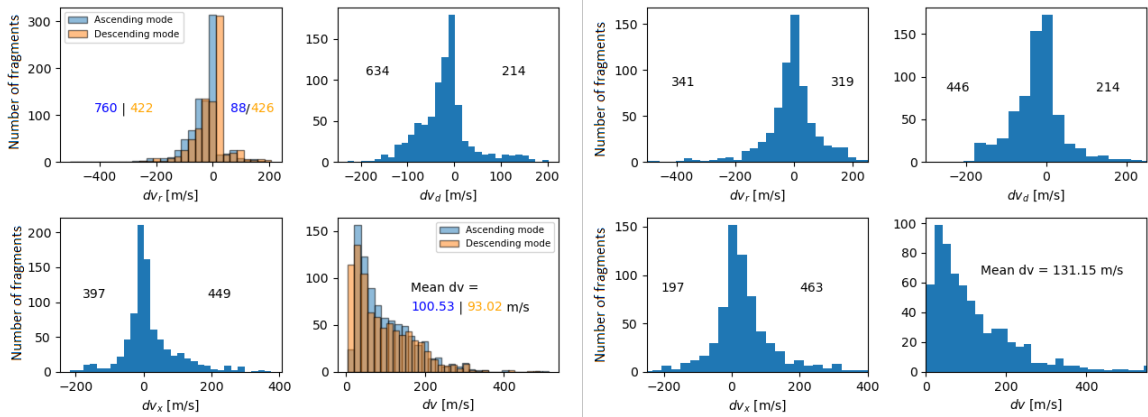 Number of fragments
300
200
100
0
Ascending mode
Descending mode
760 | 422
88/426
−400 −200 0 200
dv_r [m/s]
150
100
50
0
634
214
−200 −100 0 100 200
dv_d [m/s]
Number of fragments
150
100
50
0
341
319
−400 −200 0 200
dv_r [m/s]
150
100
50
0
446
214
−200 0 200
dv_d [m/s]
Number of fragments
200
150
100
50
0
397
449
−200 0 200 400
dv_x [m/s]
150
100
50
0
Ascending mode
Descending mode
Mean dv =
100.53 | 93.02 m/s
0 200 400
dv [m/s]
Number of fragments
150
100
50
0
197
463
−200 0 200 400
dv_x [m/s]
100
80
60
40
20
0
Mean dv = 131.15 m/s
0 200 400
dv [m/s]